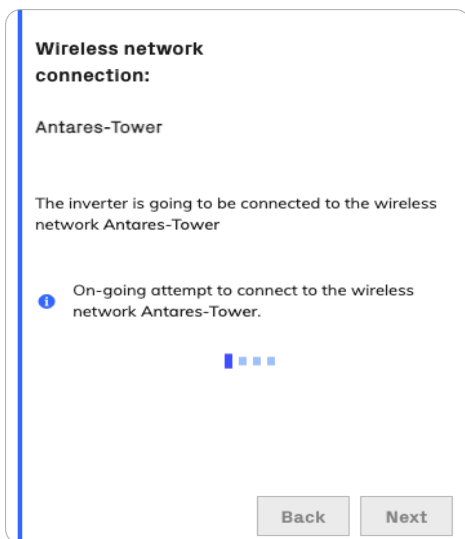 Wireless network
connection:
Antares-Tower
The inverter is going to be connected to the wireless
network Antares-Tower
On-going attempt to connect to the wireless
network Antares-Tower.
Back Next